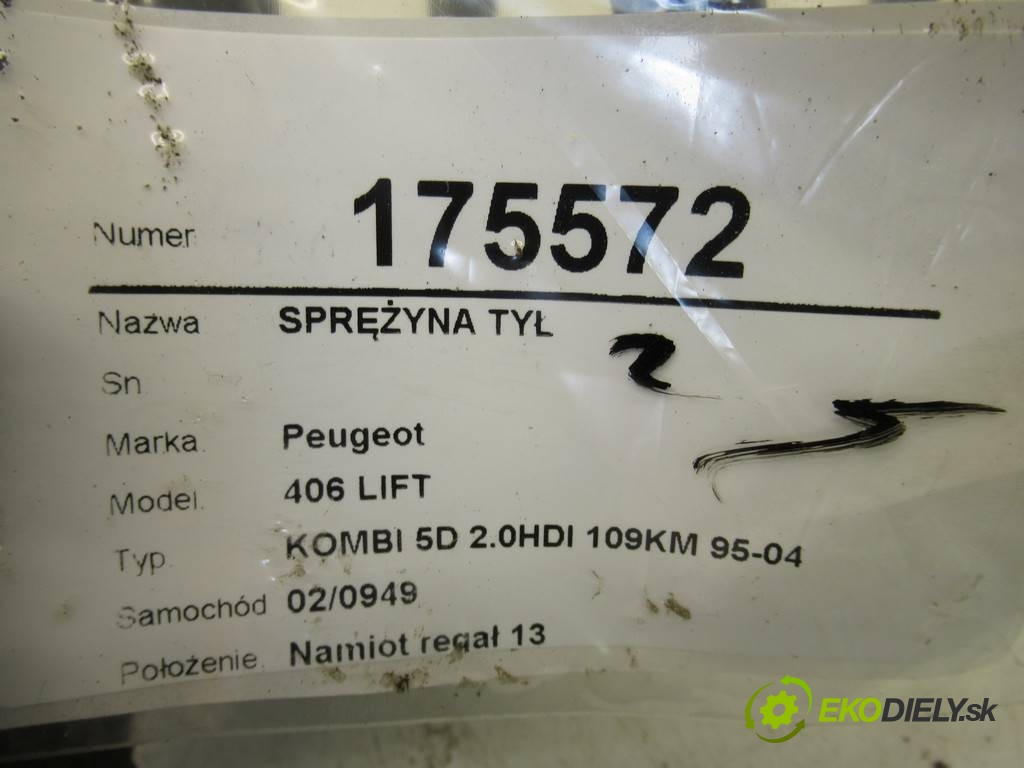 Numer 175572
Nazwa SPRĘŻYNA TYŁ
2
Sn
Marka Peugeot
Model. 406 LIFT
Typ KOMBI 5D 2.0HDI 109KM 95-04
Samochód 02/0949
Położenie. Namiot regał 13
EKODIELY.sk